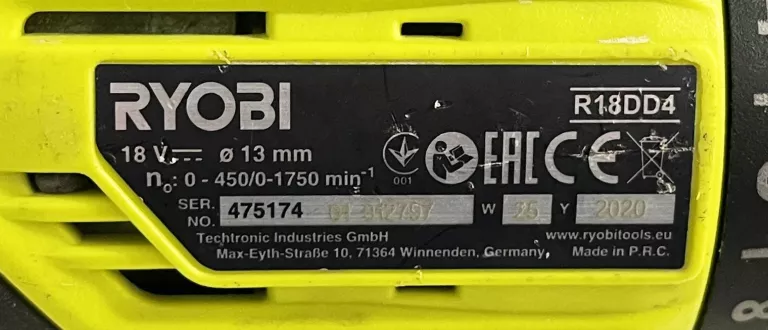 RYOBI
R18DD4
18 V ⎓ ø 13 mm
001
EAC CE
n₀: 0 - 450/0-1750 min⁻¹
SER. NO. 475174 W 25 Y 2020
Techtronic Industries GmbH
www.ryobitools.eu
Max-Eyth-Straße 10, 71364 Winnenden, Germany,
Made in P.R.C.
8